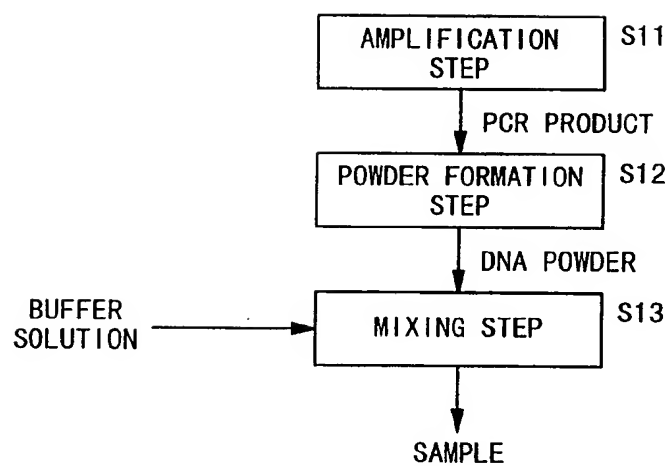 AMPLIFICATION
STEP
S11
PCR PRODUCT
POWDER FORMATION
STEP
S12
DNA POWDER
BUFFER
SOLUTION
MIXING STEP
S13
SAMPLE